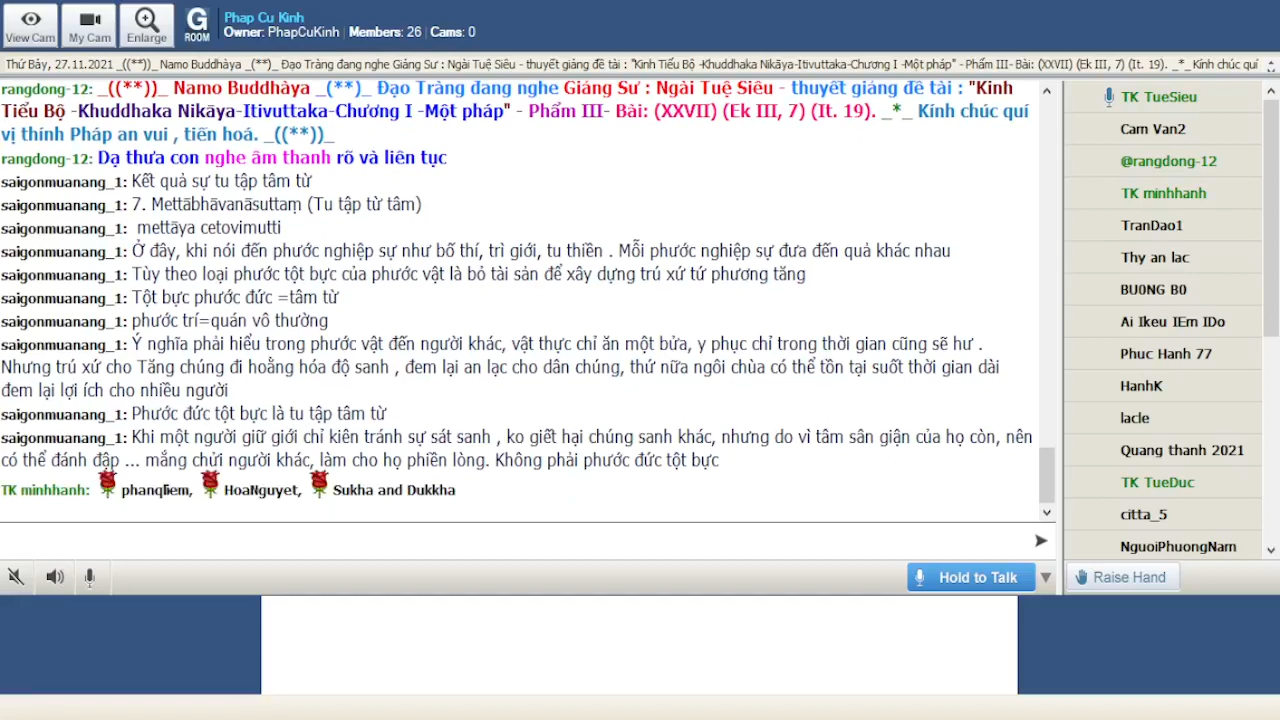 Phap Cu Kinh
Owner: PhapCuKinh | Members: 26 | Cams: 0
View Cam
My Cam
Enlarge
G
ROOM
Thứ Bảy, 27.11.2021 _((**))_ Namo Buddhàya _(**)_ Đạo Tràng đang nghe Giảng Sư : Ngài Tuệ Siêu - thuyết giảng đề tài : "Kinh Tiểu Bộ -Khuddhaka Nikāya-Itivuttaka-Chương I -Một pháp" - Phẩm III- Bài: (XXVII) (Ek III, 7) (It. 19). _*_ Kính chúc quí
rangdong-12: _((**))_ Namo Buddhàya _(**)_ Đạo Tràng đang nghe Giảng Sư : Ngài Tuệ Siêu - thuyết giảng đề tài : "Kinh
Tiểu Bộ -Khuddhaka Nikāya-Itivuttaka-Chương I -Một pháp" - Phẩm III- Bài: (XXVII) (Ek III, 7) (It. 19). _*_ Kính chúc quí
vị thính Pháp an vui , tiến hoá. _((**))_
rangdong-12: Dạ thưa con nghe âm thanh rõ và liên tục
saigonmuanang_1: Kết quả sự tu tập tâm từ
saigonmuanang_1: 7. Mettābhāvanāsuttaṃ (Tu tập từ tâm)
saigonmuanang_1: mettāya cetovimutti
saigonmuanang_1: Ở đây, khi nói đến phước nghiệp sự như bố thí, trì giới, tu thiền . Mỗi phước nghiệp sự đưa đến quả khác nhau
saigonmuanang_1: Tùy theo loại phước tột bực của phước vật là bỏ tài sản để xây dựng trú xứ tứ phương tăng
saigonmuanang_1: Tột bực phước đức =tâm từ
saigonmuanang_1: phước trí=quán vô thường
saigonmuanang_1: Ý nghĩa phải hiểu trong phước vật đến người khác, vật thực chỉ ăn một bửa, y phục chỉ trong thời gian cũng sẽ hư .
Nhưng trú xứ cho Tăng chúng đi hoằng hóa độ sanh , đem lại an lạc cho dân chúng, thứ nữa ngôi chùa có thể tồn tại suốt thời gian dài
đem lại lợi ích cho nhiều người
saigonmuanang_1: Phước đức tột bực là tu tập tâm từ
saigonmuanang_1: Khi một người giữ giới chỉ kiên tránh sự sát sanh , ko giết hại chúng sanh khác, nhưng do vì tâm sân giận của họ còn, nên
có thể đánh đập ... mắng chửi người khác, làm cho họ phiền lòng. Không phải phước đức tột bực
TK minhhanh: phanqliem, HoaNguyet, Sukha and Dukkha
TK TueSieu
Cam Van2
@rangdong-12
TK minhhanh
TranDao1
Thy an lac
BU0NG B0
Ai lkeu IEm IDo
Phuc Hanh 77
HanhK
lacle
Quang thanh 2021
TK TueDuc
citta_5
NguoiPhuongNam
Hold to Talk
Raise Hand